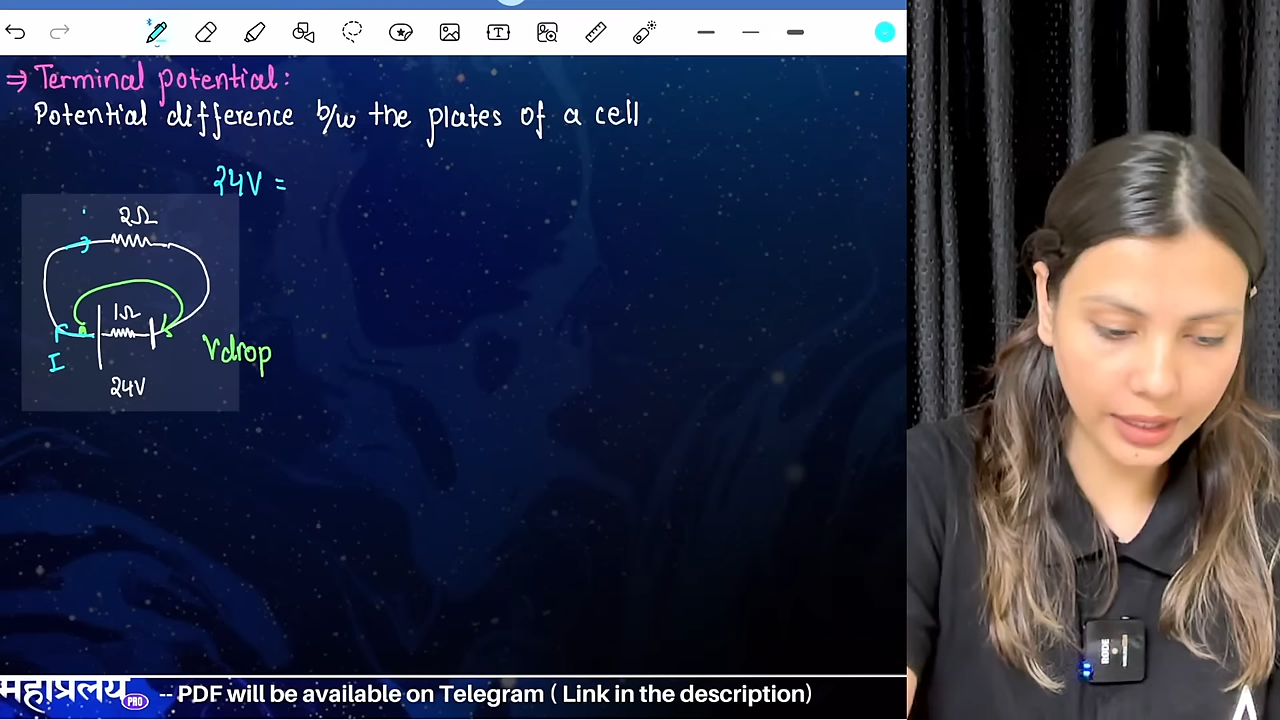 ⇒ Terminal potential:
Potential difference b/w the plates of a cell
24V =
2Ω
1Ω
I
Vdrop
24V
महाप्रलय PRO
-- PDF will be available on Telegram ( Link in the description)
RODE